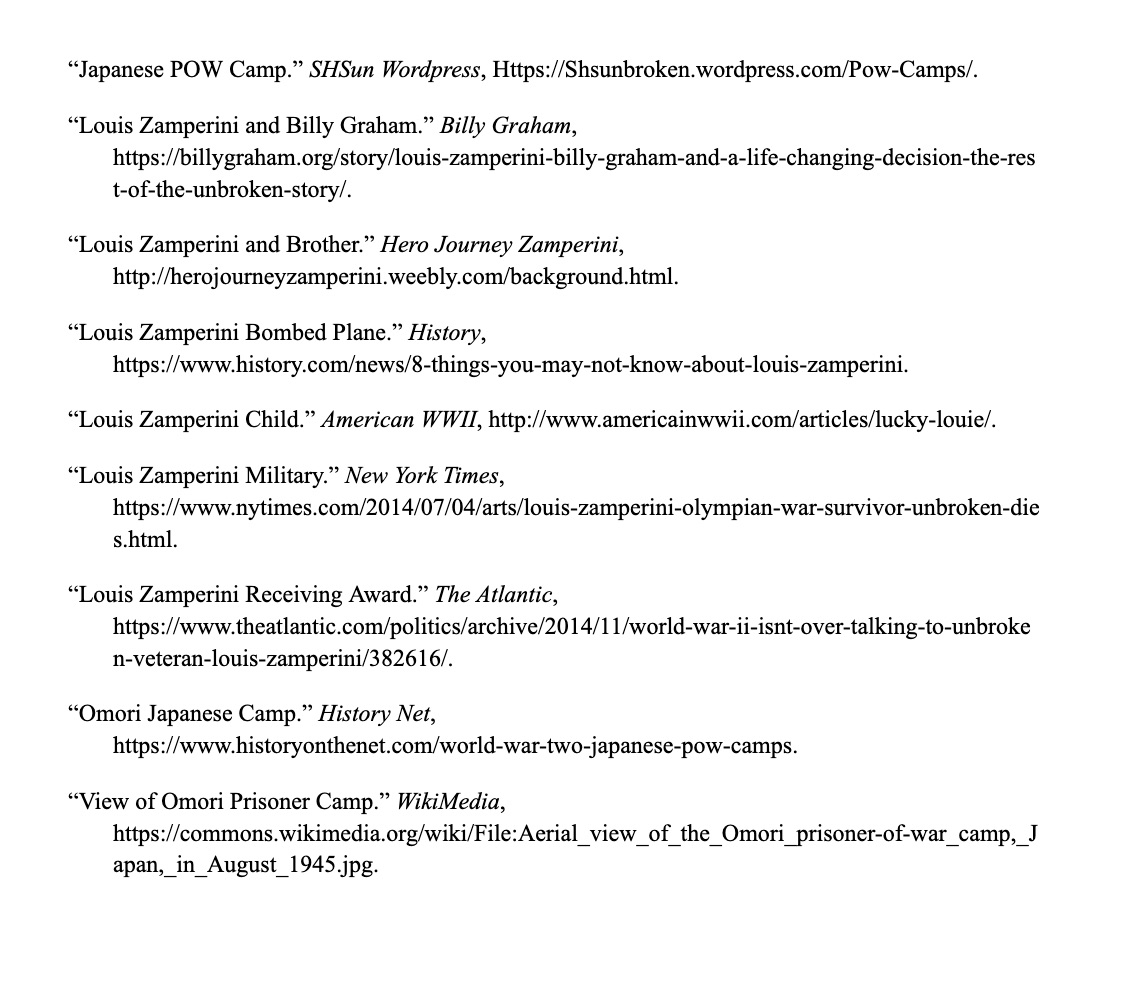 “Japanese POW Camp.” SHSun Wordpress, Https://Shsunbroken.wordpress.com/Pow-Camps/.
“Louis Zamperini and Billy Graham.” Billy Graham,
https://billygraham.org/story/louis-zamperini-billy-graham-and-a-life-changing-decision-the-res
t-of-the-unbroken-story/.
“Louis Zamperini and Brother.” Hero Journey Zamperini,
http://herojourneyzamperini.weebly.com/background.html.
“Louis Zamperini Bombed Plane.” History,
https://www.history.com/news/8-things-you-may-not-know-about-louis-zamperini.
“Louis Zamperini Child.” American WWII, http://www.americainwwii.com/articles/lucky-louie/.
“Louis Zamperini Military.” New York Times,
https://www.nytimes.com/2014/07/04/arts/louis-zamperini-olympian-war-survivor-unbroken-die
s.html.
“Louis Zamperini Receiving Award.” The Atlantic,
https://www.theatlantic.com/politics/archive/2014/11/world-war-ii-isnt-over-talking-to-unbroke
n-veteran-louis-zamperini/382616/.
“Omori Japanese Camp.” History Net,
https://www.historyonthenet.com/world-war-two-japanese-pow-camps.
“View of Omori Prisoner Camp.” WikiMedia,
https://commons.wikimedia.org/wiki/File:Aerial_view_of_the_Omori_prisoner-of-war_camp,_J
apan,_in_August_1945.jpg.